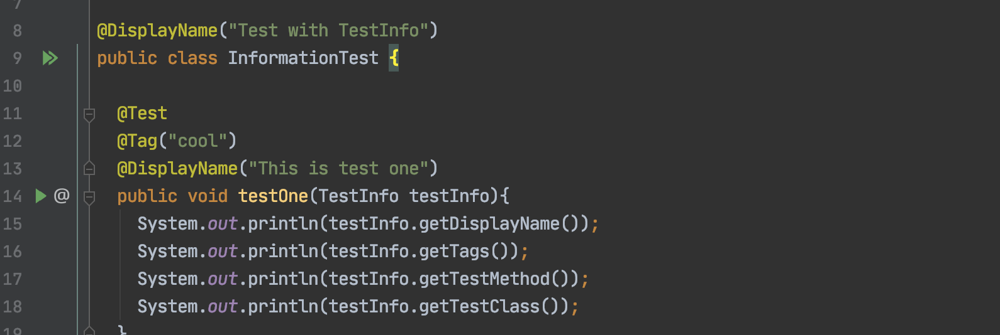 7
8 @DisplayName("Test with TestInfo")
9 public class InformationTest {
10
11 @Test
12 @Tag("cool")
13 @DisplayName("This is test one")
14 @ public void testOne(TestInfo testInfo){
15 System.out.println(testInfo.getDisplayName());
16 System.out.println(testInfo.getTags());
17 System.out.println(testInfo.getTestMethod());
18 System.out.println(testInfo.getTestClass());
19 }